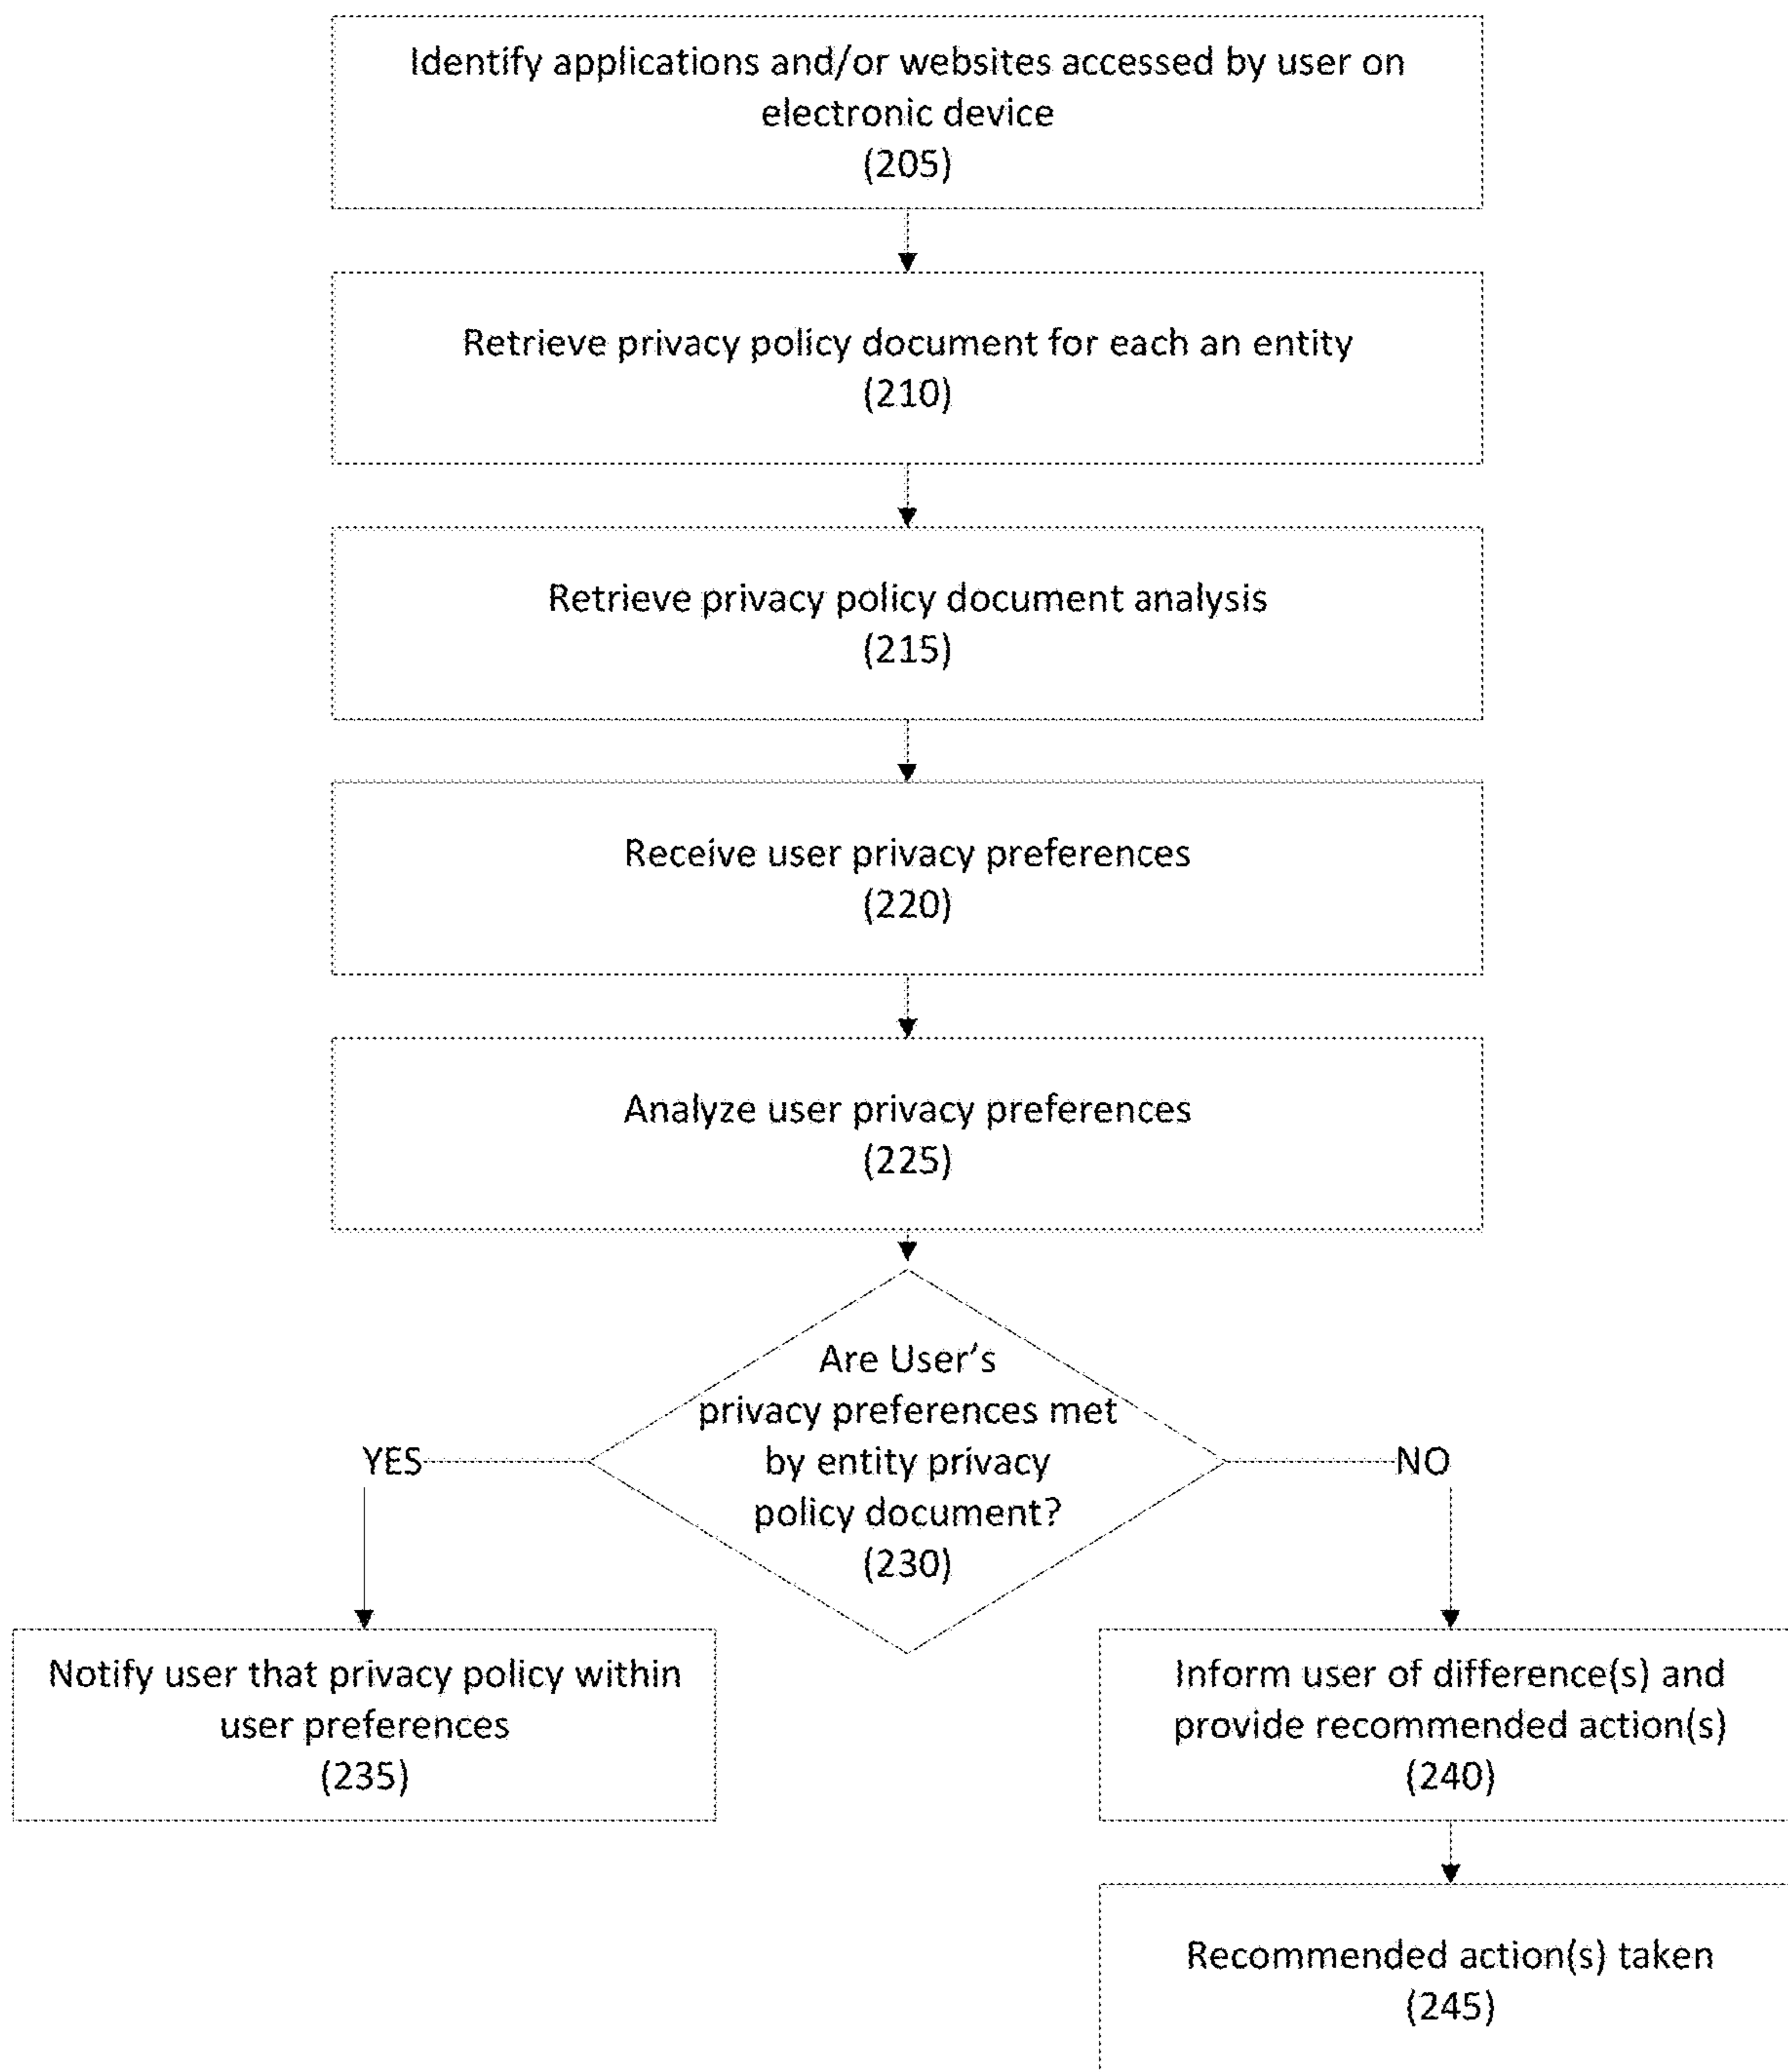 Identify applications and/or websites accessed by user on
electronic device
(205)
Retrieve privacy policy document for each an entity
(210)
Retrieve privacy policy document analysis
(215)
Receive user privacy preferences
(220)
Analyze user privacy preferences
(225)
Are User's
privacy preferences met
by entity privacy
policy document?
(230)
YES
NO
Notify user that privacy policy within
user preferences
(235)
Inform user of difference(s) and
provide recommended action(s)
(240)
Recommended action(s) taken
(245)